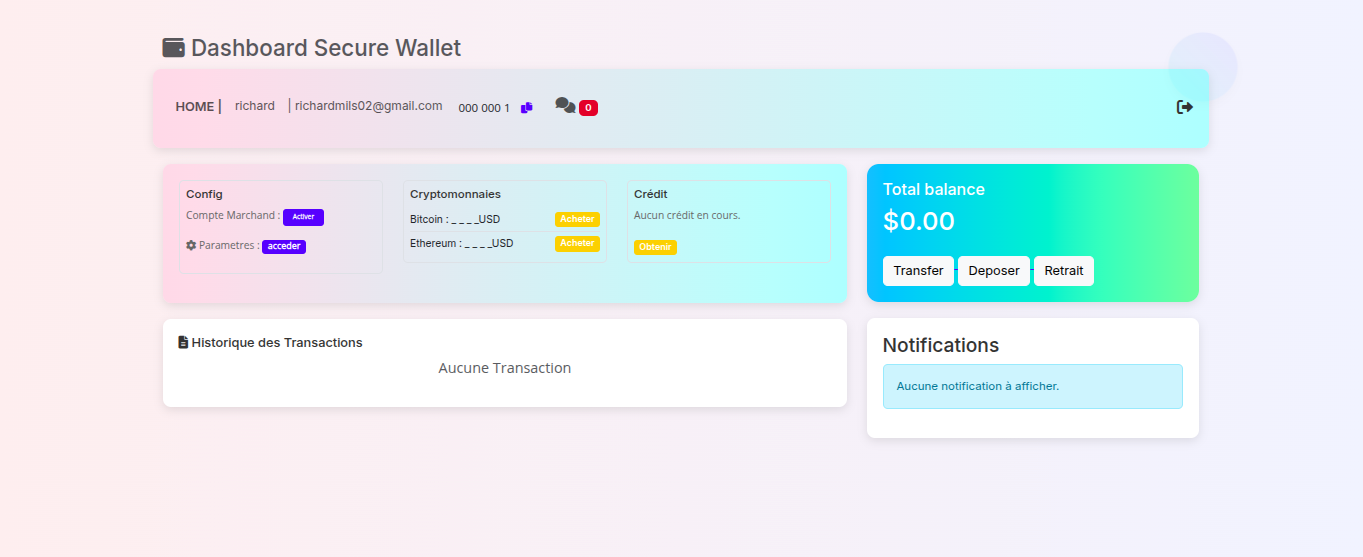 Dashboard Secure Wallet
HOME | richard | richardmils02@gmail.com 000 000 1 0
Config
Compte Marchand : Activer
Parametres : acceder
Cryptomonnaies
Bitcoin : _ _ _ _USD Acheter
Ethereum : _ _ _ _USD Acheter
Crédit
Aucun crédit en cours.
Obtenir
Total balance
$0.00
Transfer Deposer Retrait
Historique des Transactions
Aucune Transaction
Notifications
Aucune notification à afficher.